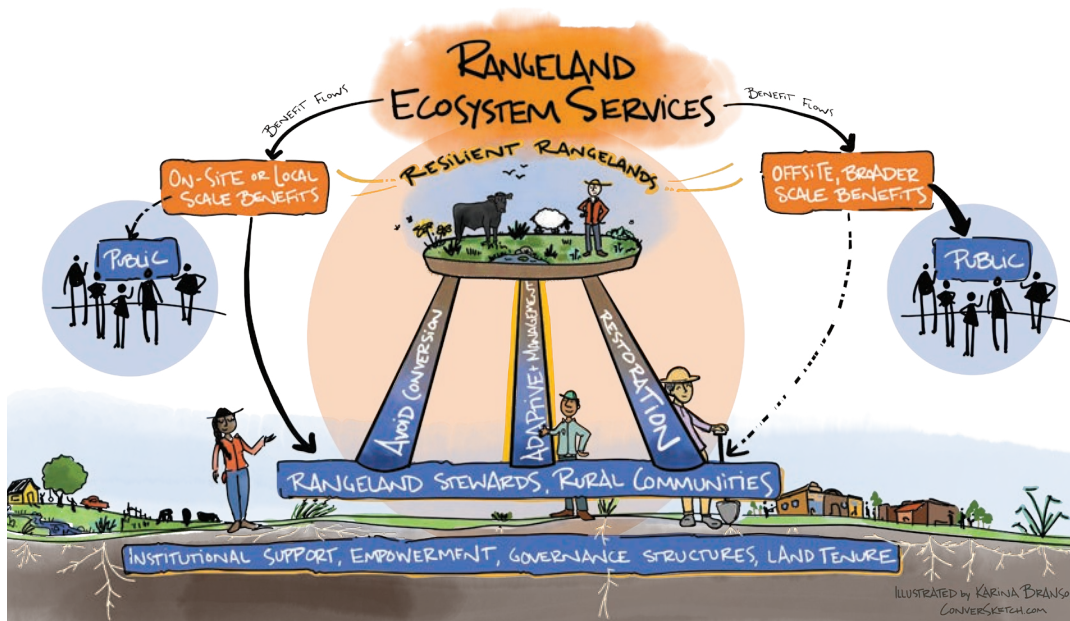 RANGELAND
ECOSYSTEM SERVICES
BENEFIT FLOWS
BENEFIT FLOWS
RESILIENT RANGELANDS
ON-SITE OR LOCAL
SCALE BENEFITS
OFFSITE, BROADER
SCALE BENEFITS
PUBLIC
PUBLIC
AVOID CONVERSION
ADAPTIVE + MANAGEMENT
RESTORATION
RANGELAND STEWARDS, RURAL COMMUNITIES
INSTITUTIONAL SUPPORT, EMPOWERMENT, GOVERNANCE STRUCTURES, LAND TENURE
ILLUSTRATED by KARINA BRANSO
CONVERSKETCH.COM